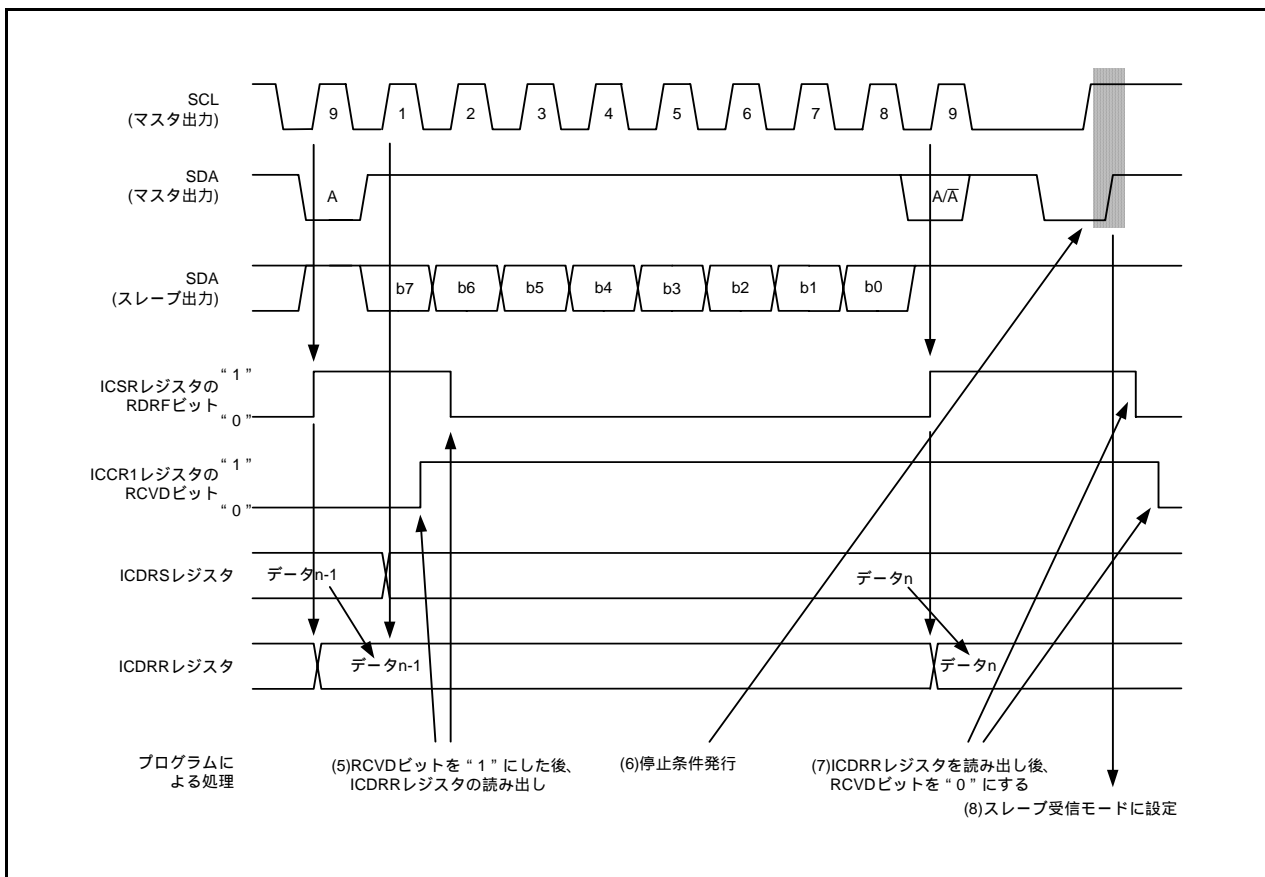 SCL
(マスタ出力)
9 1 2 3 4 5 6 7 8 9
SDA
(マスタ出力)
A A/A̅
SDA
(スレーブ出力)
b7 b6 b5 b4 b3 b2 b1 b0
ICSRレジスタの
RDRFビット
“ 1 ”
“ 0 ”
ICCR1レジスタの
RCVDビット
“ 1 ”
“ 0 ”
ICDRSレジスタ
データn-1 データn
ICDRRレジスタ
データn-1 データn
プログラムに
よる処理
(5)RCVDビットを “ 1 ” にした後、
ICDRRレジスタの読み出し
(6)停止条件発行
(7)ICDRRレジスタを読み出し後、
RCVDビットを “ 0 ” にする
(8)スレーブ受信モードに設定